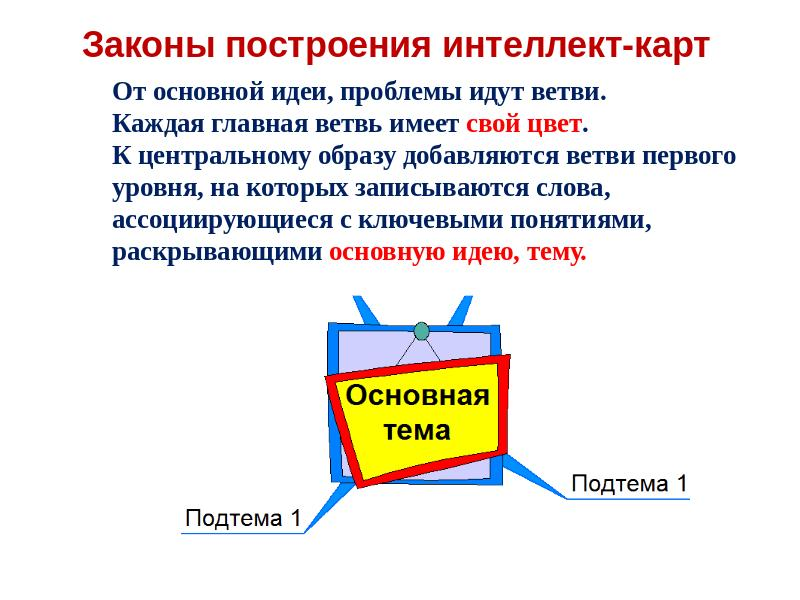 Законы построения интеллект-карт
От основной идеи, проблемы идут ветви.
Каждая главная ветвь имеет свой цвет.
К центральному образу добавляются ветви первого
уровня, на которых записываются слова,
ассоциирующиеся с ключевыми понятиями,
раскрывающими основную идею, тему.
Основная
тема
Подтема 1
Подтема 1